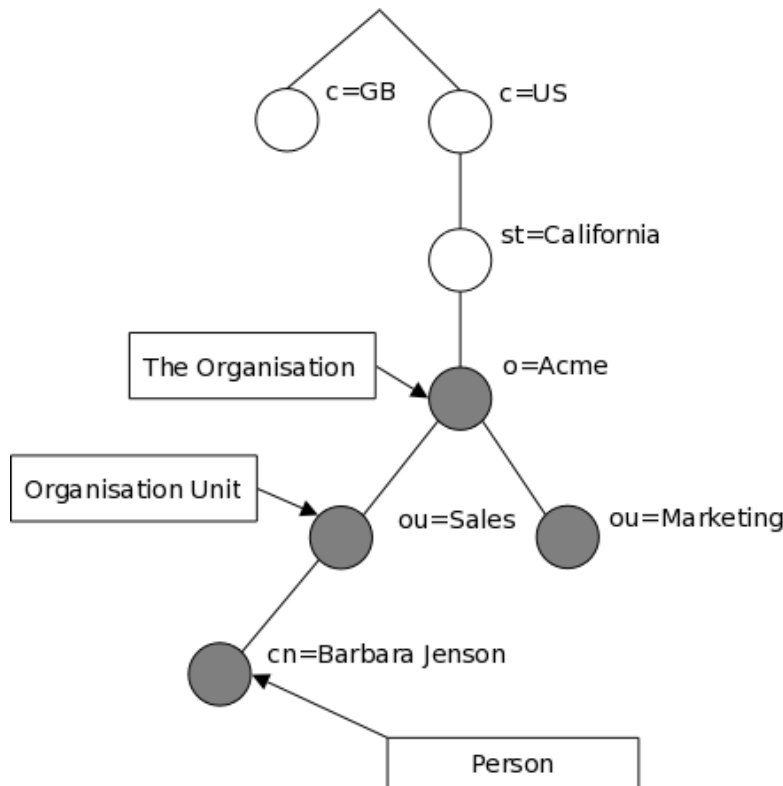 c=GB
c=US
st=California
The Organisation
o=Acme
Organisation Unit
ou=Sales
ou=Marketing
cn=Barbara Jenson
Person